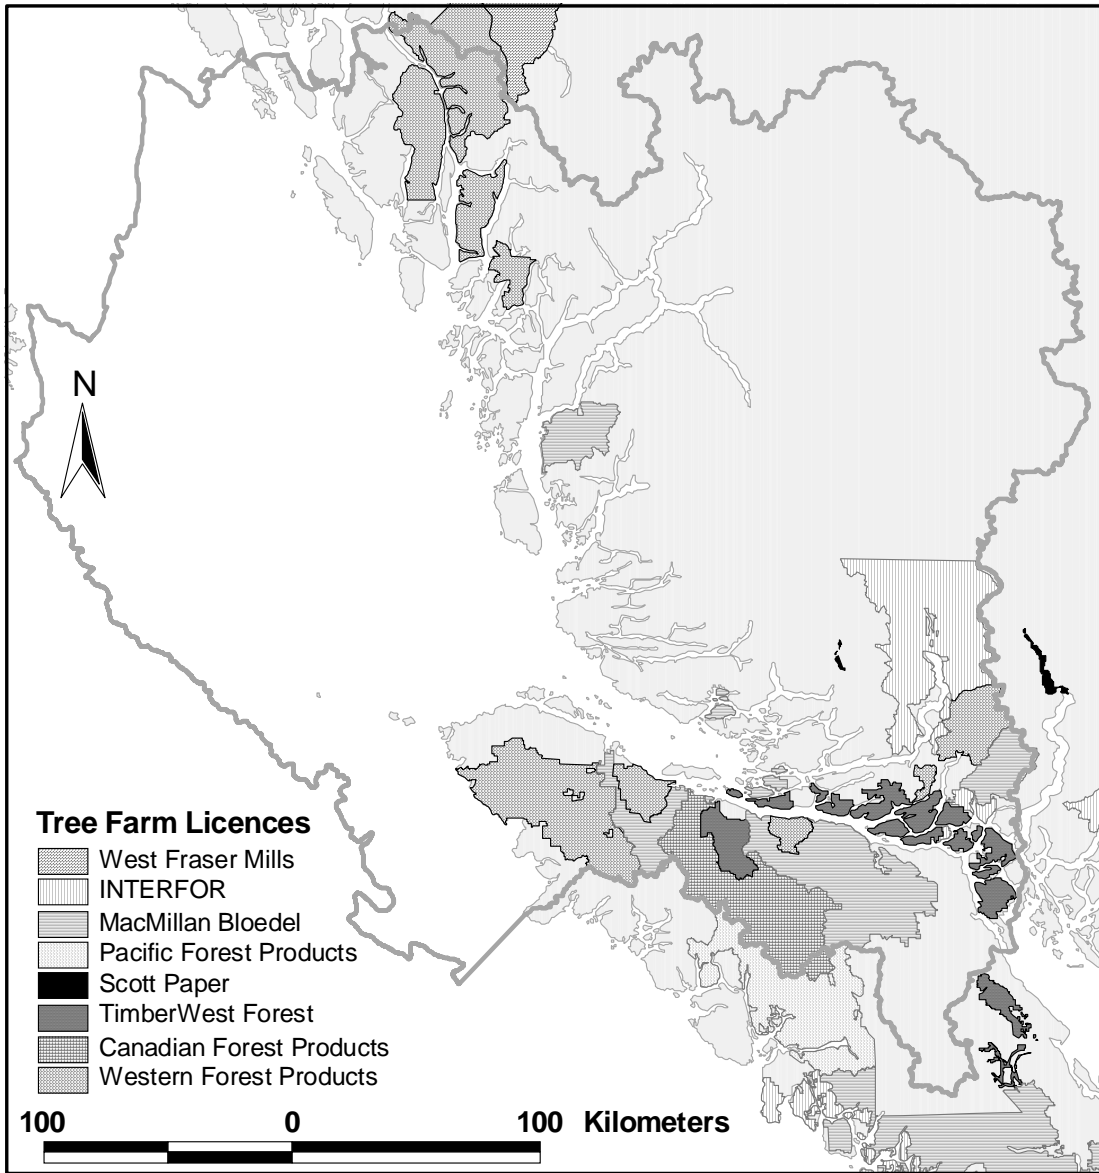 N
Tree Farm Licences
West Fraser Mills
INTERFOR
MacMillan Bloedel
Pacific Forest Products
Scott Paper
TimberWest Forest
Canadian Forest Products
Western Forest Products
100 0 100 Kilometers